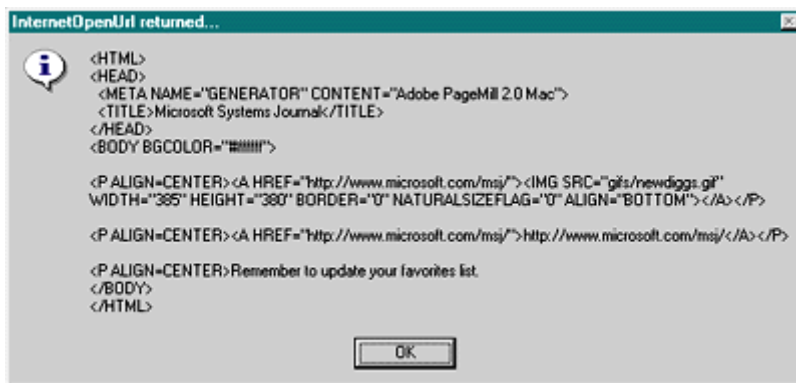 InternetOpenUrl returned...
<HTML>
<HEAD>
<META NAME="GENERATOR" CONTENT="Adobe PageMill 2.0 Mac">
<TITLE>Microsoft Systems Journal</TITLE>
</HEAD>
<BODY BGCOLOR="#ffffff">
<P ALIGN=CENTER><A HREF="http://www.microsoft.com/msj/"><IMG SRC="gifs/newdiggs.gif"
WIDTH="385" HEIGHT="380" BORDER="0" NATURALSIZEFLAG="0" ALIGN="BOTTOM"></A></P>
<P ALIGN=CENTER><A HREF="http://www.microsoft.com/msj/">http://www.microsoft.com/msj/</A></P>
<P ALIGN=CENTER>Remember to update your favorites list.
</BODY>
</HTML>
OK